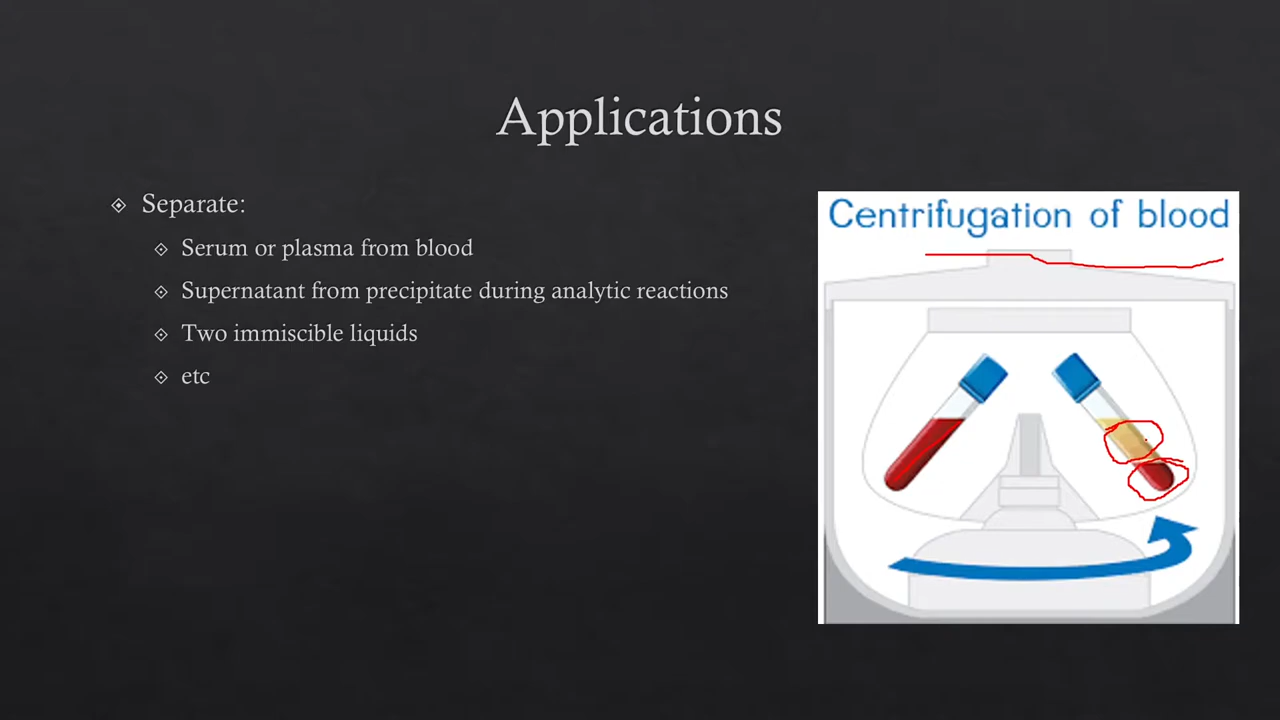 Applications
Separate:
Serum or plasma from blood
Supernatant from precipitate during analytic reactions
Two immiscible liquids
etc
Centrifugation of blood